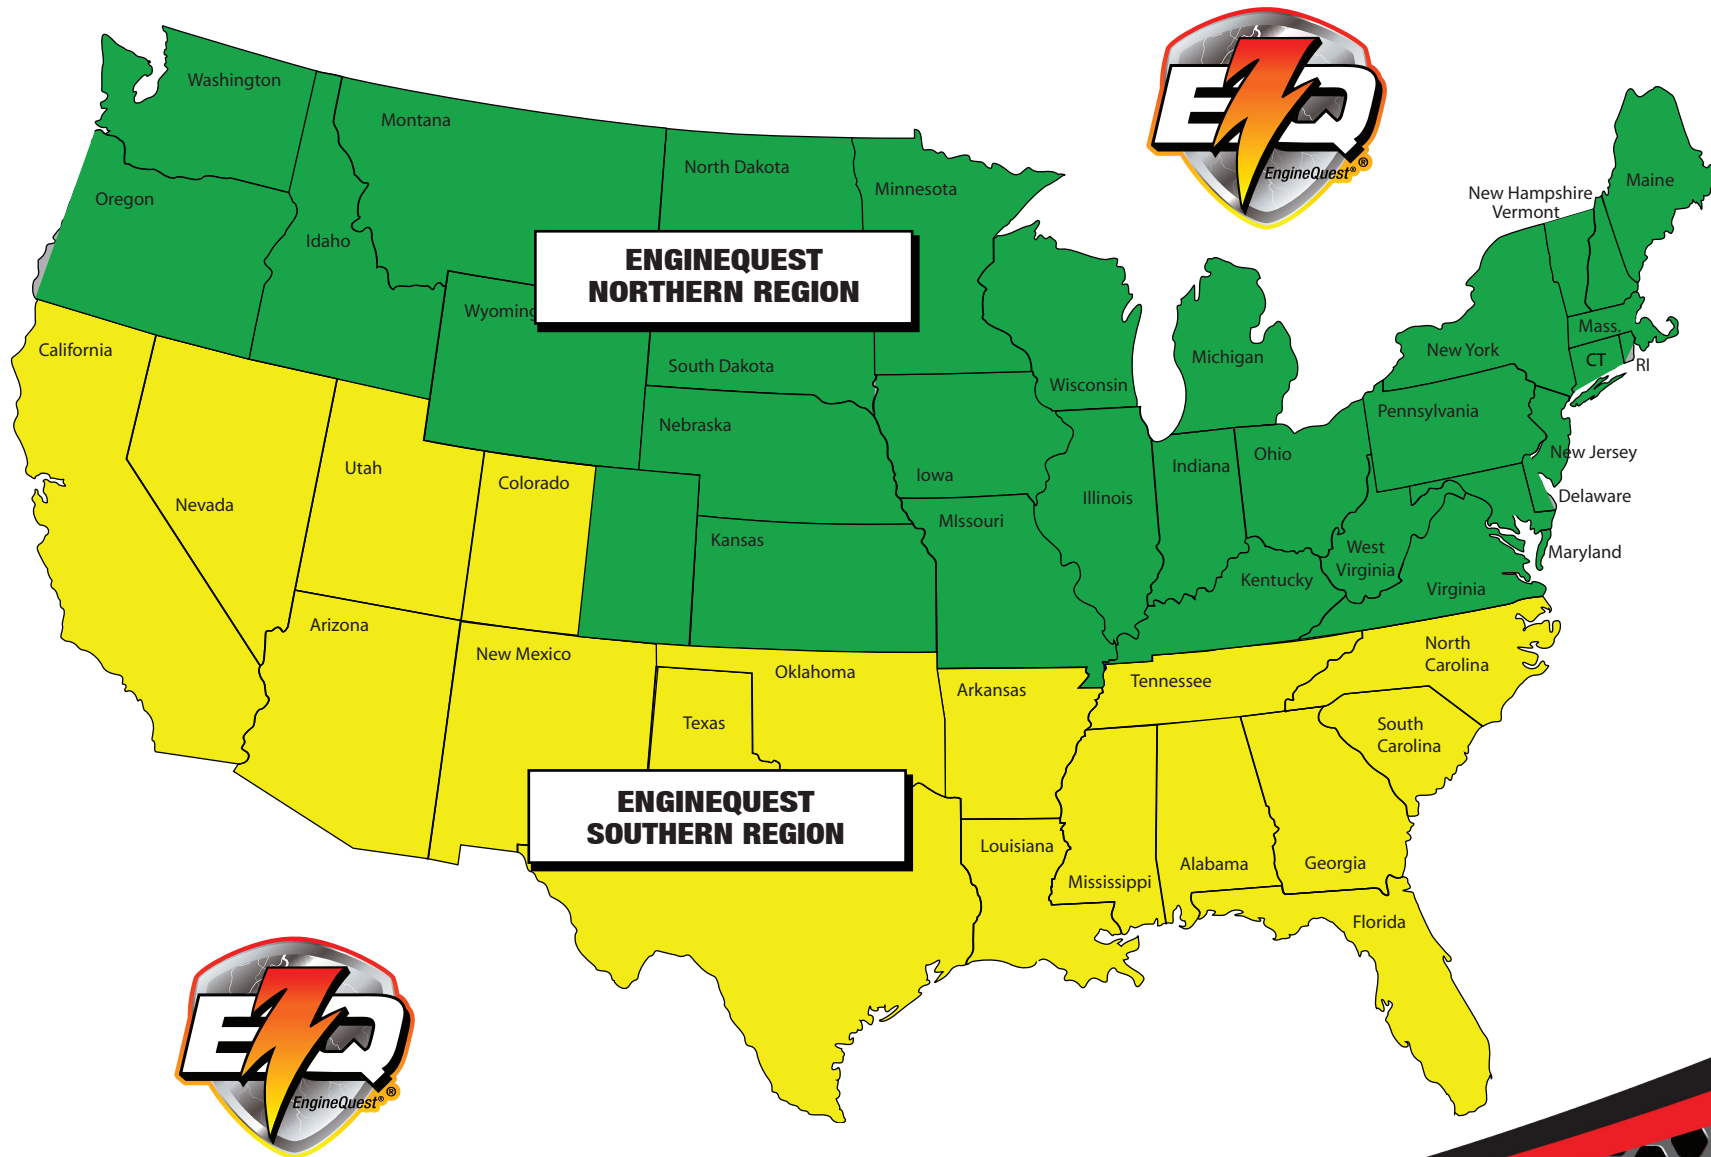 EQ
EngineQuest®
®
Washington
Montana
North Dakota
Minnesota
Oregon
Idaho
New Hampshire
Vermont
Maine
ENGINEQUEST
NORTHERN REGION
Wyoming
South Dakota
Wisconsin
Michigan
New York
Mass.
CT
RI
California
Nebraska
Pennsylvania
Utah
Colorado
Nevada
Iowa
Illinois
Indiana
Ohio
New Jersey
Delaware
Kansas
MIssouri
West
Virginia
Kentucky
Virginia
Maryland
Arizona
New Mexico
Oklahoma
Arkansas
Tennessee
North
Carolina
Texas
South
Carolina
ENGINEQUEST
SOUTHERN REGION
Louisiana
Mississippi
Alabama
Georgia
Florida
EQ
EngineQuest®
®